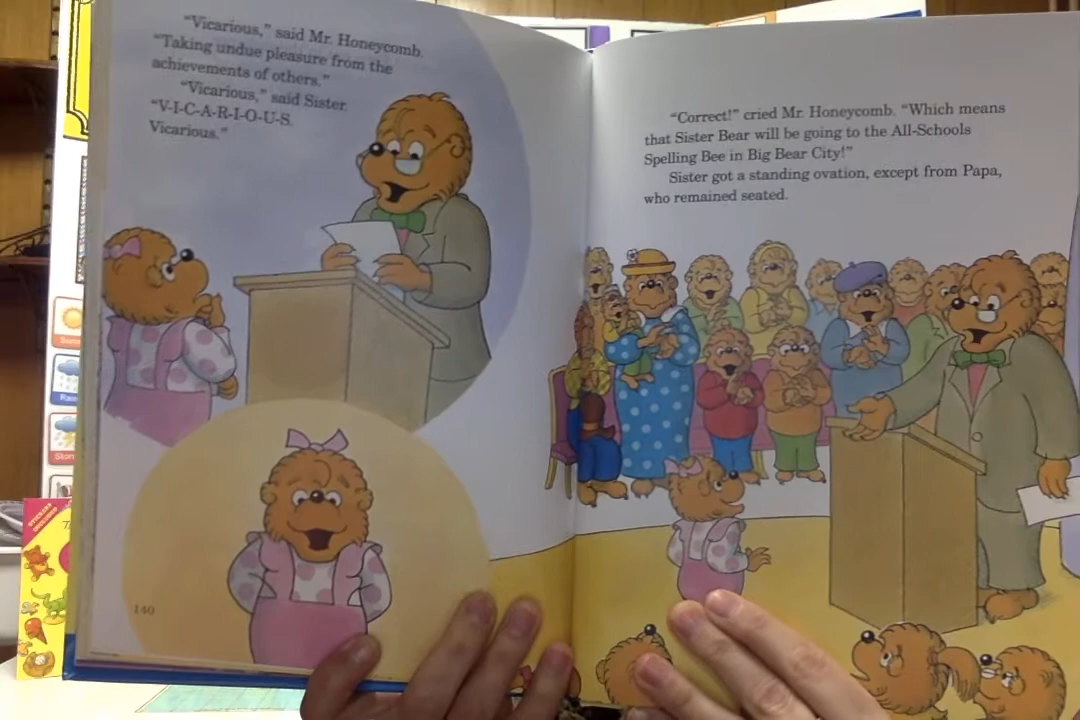 "Vicarious," said Mr. Honeycomb.
"Taking undue pleasure from the
achievements of others."
"Vicarious," said Sister.
"V-I-C-A-R-I-O-U-S.
Vicarious."
140
"Correct!" cried Mr. Honeycomb. "Which means
that Sister Bear will be going to the All-Schools
Spelling Bee in Big Bear City!"
Sister got a standing ovation, except from Papa,
who remained seated.